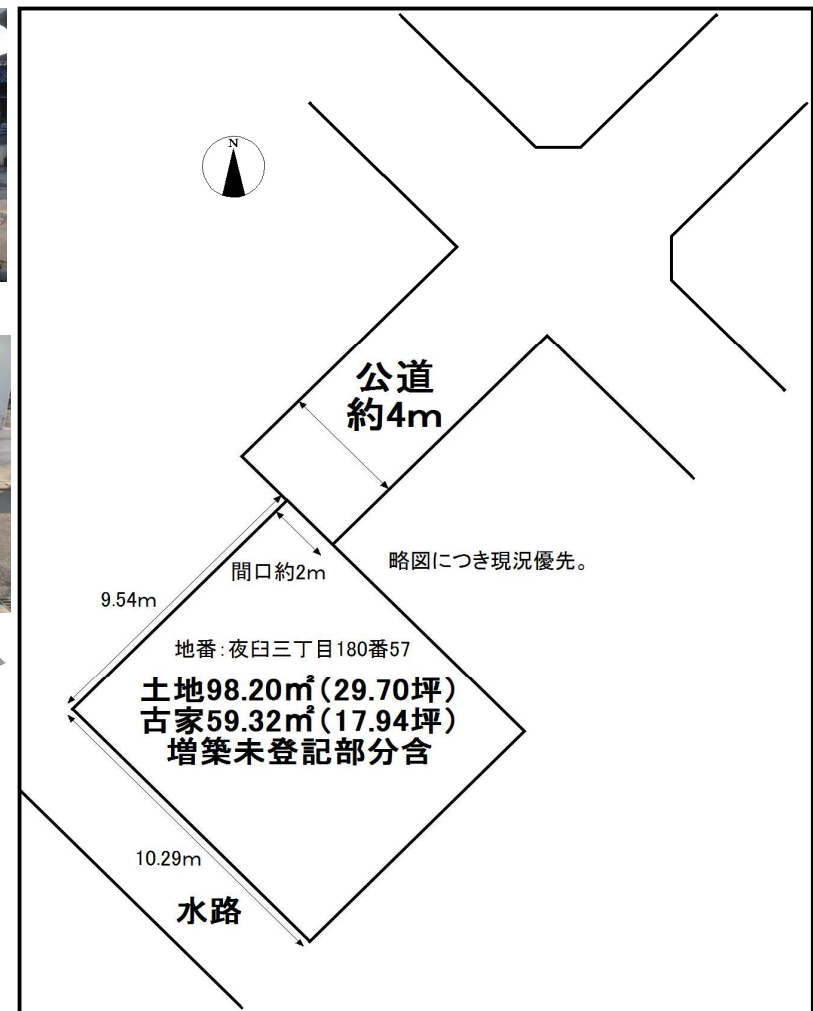 N
公道
約4m
間口約2m
略図につき現況優先。
9.54m
地番:夜臼三丁目180番57
土地98.20㎡(29.70坪)
古家59.32㎡(17.94坪)
増築未登記部分含
10.29m
水路